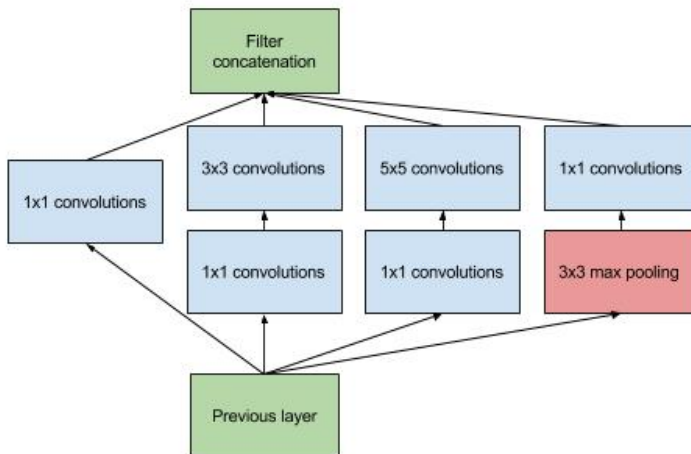 Filter
concatenation
3x3 convolutions
5x5 convolutions
1x1 convolutions
1x1 convolutions
1x1 convolutions
1x1 convolutions
3x3 max pooling
Previous layer